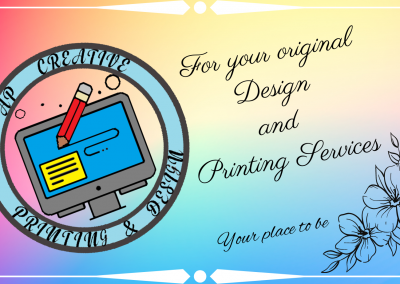 AP CREATIVE
PRINTING & DESIGN
For your original
Design
and
Printing Services
Your place to be